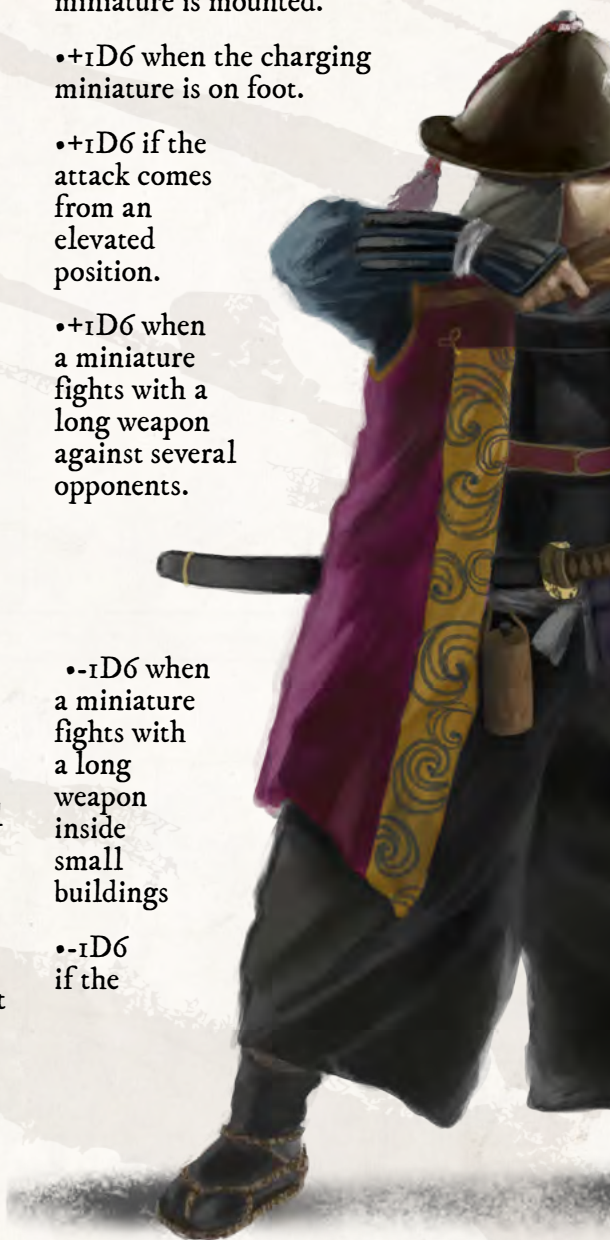 miniature is mounted.
•+1D6 when the charging
miniature is on foot.
•+1D6 if the
attack comes
from an
elevated
position.
•+1D6 when
a miniature
fights with a
long weapon
against several
opponents.
•-1D6 when
a miniature
fights with
a long
weapon
inside
small
buildings
•-1D6
if the